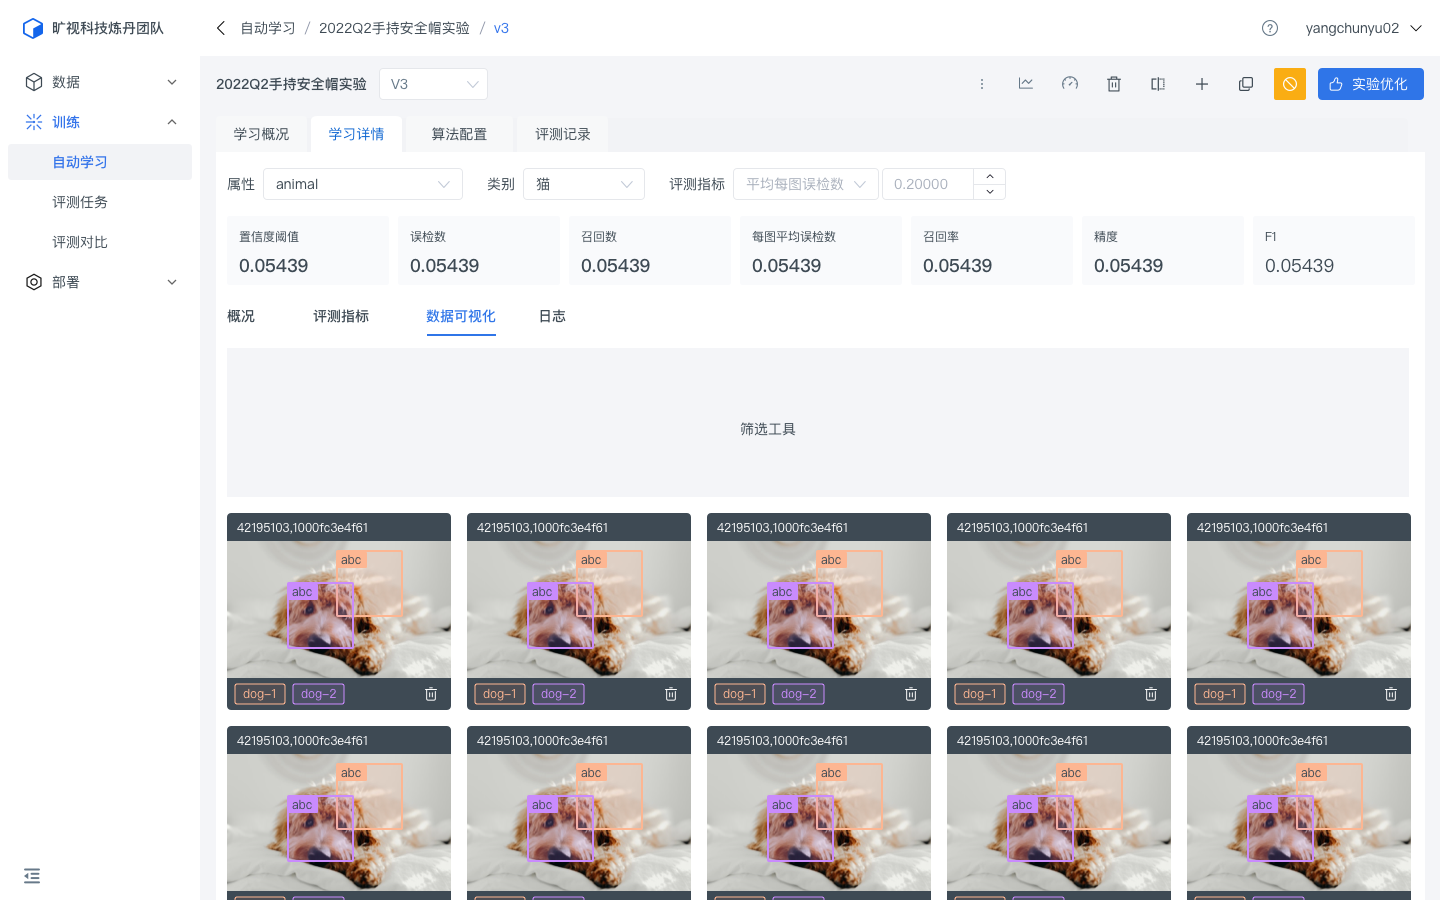 旷视科技炼丹团队
自动学习 / 2022Q2手持安全帽实验 / v3
yangchunyu02
数据
训练
自动学习
评测任务
评测对比
部署
2022Q2手持安全帽实验 V3
实验优化
学习概况 学习详情 算法配置 评测记录
属性 animal 类别 猫 评测指标 平均每图误检数 0.20000
置信度阈值 误检数 召回数 每图平均误检数 召回率 精度 F1
0.05439 0.05439 0.05439 0.05439 0.05439 0.05439 0.05439
概况 评测指标 数据可视化 日志
筛选工具
42195103,1000fc3e4f61 42195103,1000fc3e4f61 42195103,1000fc3e4f61 42195103,1000fc3e4f61 42195103,1000fc3e4f61
abc abc abc abc abc
abc abc abc abc abc
dog-1 dog-2 dog-1 dog-2 dog-1 dog-2 dog-1 dog-2 dog-1 dog-2
42195103,1000fc3e4f61 42195103,1000fc3e4f61 42195103,1000fc3e4f61 42195103,1000fc3e4f61 42195103,1000fc3e4f61
abc abc abc abc abc
abc abc abc abc abc